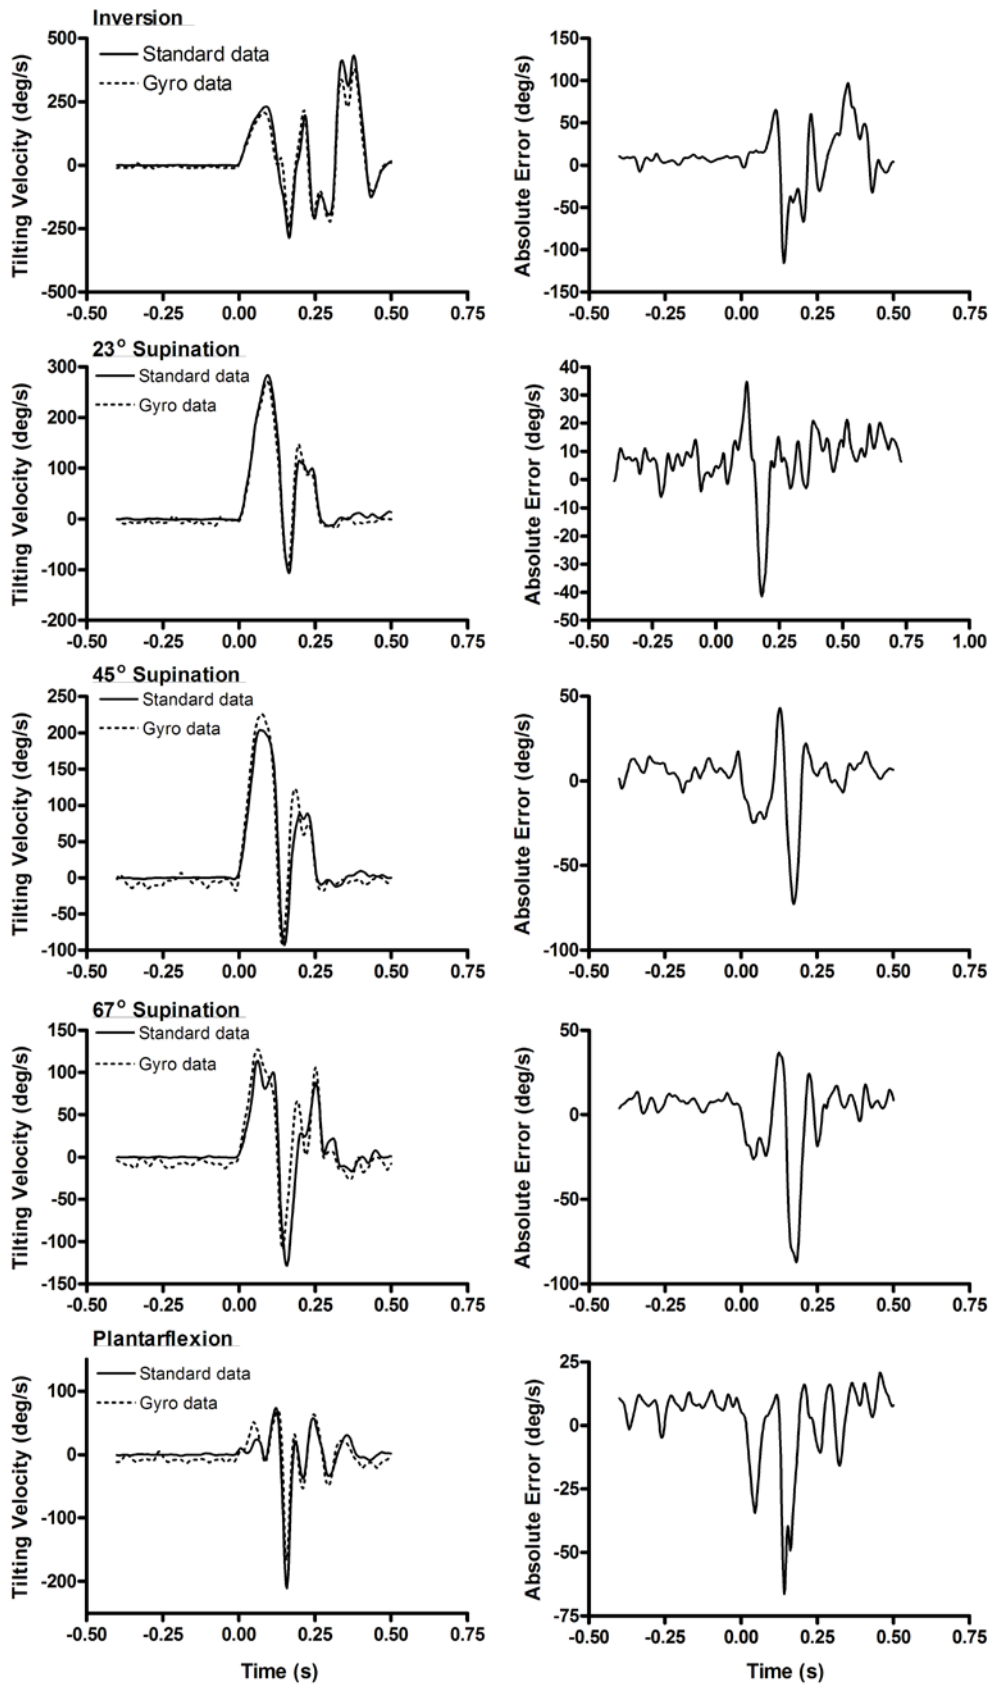 Inversion
Standard data
Gyro data
Tilting Velocity (deg/s)
500
250
0
-250
-500
-0.50 -0.25 0.00 0.25 0.50 0.75
Absolute Error (deg/s)
150
100
50
0
-50
-100
-150
-0.50 -0.25 0.00 0.25 0.50 0.75
23° Supination
Standard data
Gyro data
Tilting Velocity (deg/s)
300
200
100
0
-100
-200
-0.50 -0.25 0.00 0.25 0.50 0.75
Absolute Error (deg/s)
40
30
20
10
0
-10
-20
-30
-40
-50
-0.50 -0.25 0.00 0.25 0.50 0.75 1.00
45° Supination
Standard data
Gyro data
Tilting Velocity (deg/s)
250
200
150
100
50
0
-50
-100
-0.50 -0.25 0.00 0.25 0.50 0.75
Absolute Error (deg/s)
50
0
-50
-100
-0.50 -0.25 0.00 0.25 0.50 0.75
67° Supination
Standard data
Gyro data
Tilting Velocity (deg/s)
150
100
50
0
-50
-100
-150
-0.50 -0.25 0.00 0.25 0.50 0.75
Absolute Error (deg/s)
50
0
-50
-100
-0.50 -0.25 0.00 0.25 0.50 0.75
Plantarflexion
Standard data
Gyro data
Tilting Velocity (deg/s)
100
0
-100
-200
-0.50 -0.25 0.00 0.25 0.50 0.75
Time (s)
Absolute Error (deg/s)
25
0
-25
-50
-75
-0.50 -0.25 0.00 0.25 0.50 0.75
Time (s)